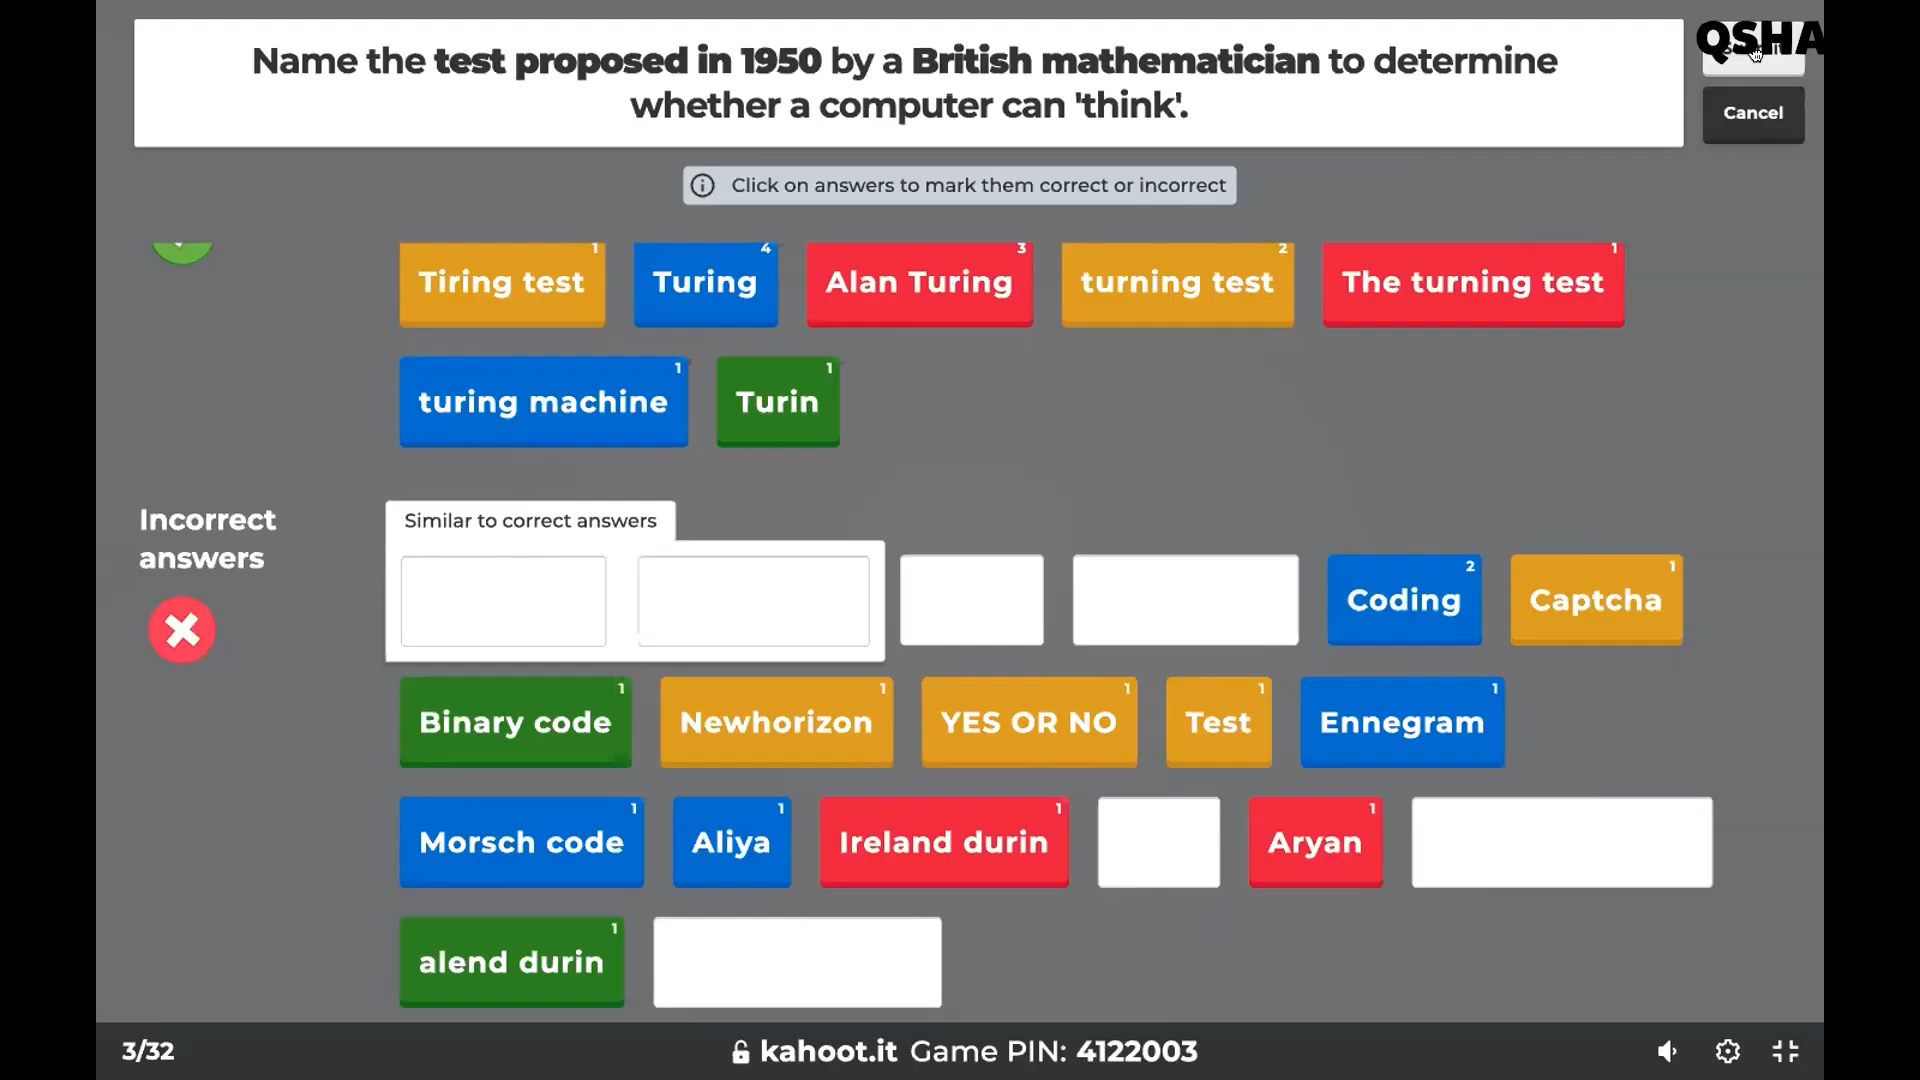 Name the test proposed in 1950 by a British mathematician to determine
whether a computer can 'think'.
QSHA
Cancel
Click on answers to mark them correct or incorrect
Tiring test 1
Turing 4
Alan Turing 3
turning test 2
The turning test 1
turing machine 1
Turin 1
Incorrect
answers
Similar to correct answers
Coding 2
Captcha 1
Binary code 1
Newhorizon 1
YES OR NO 1
Test 1
Ennegram 1
Morsch code 1
Aliya 1
Ireland durin 1
Aryan 1
alend durin 1
3/32
kahoot.it Game PIN: 4122003